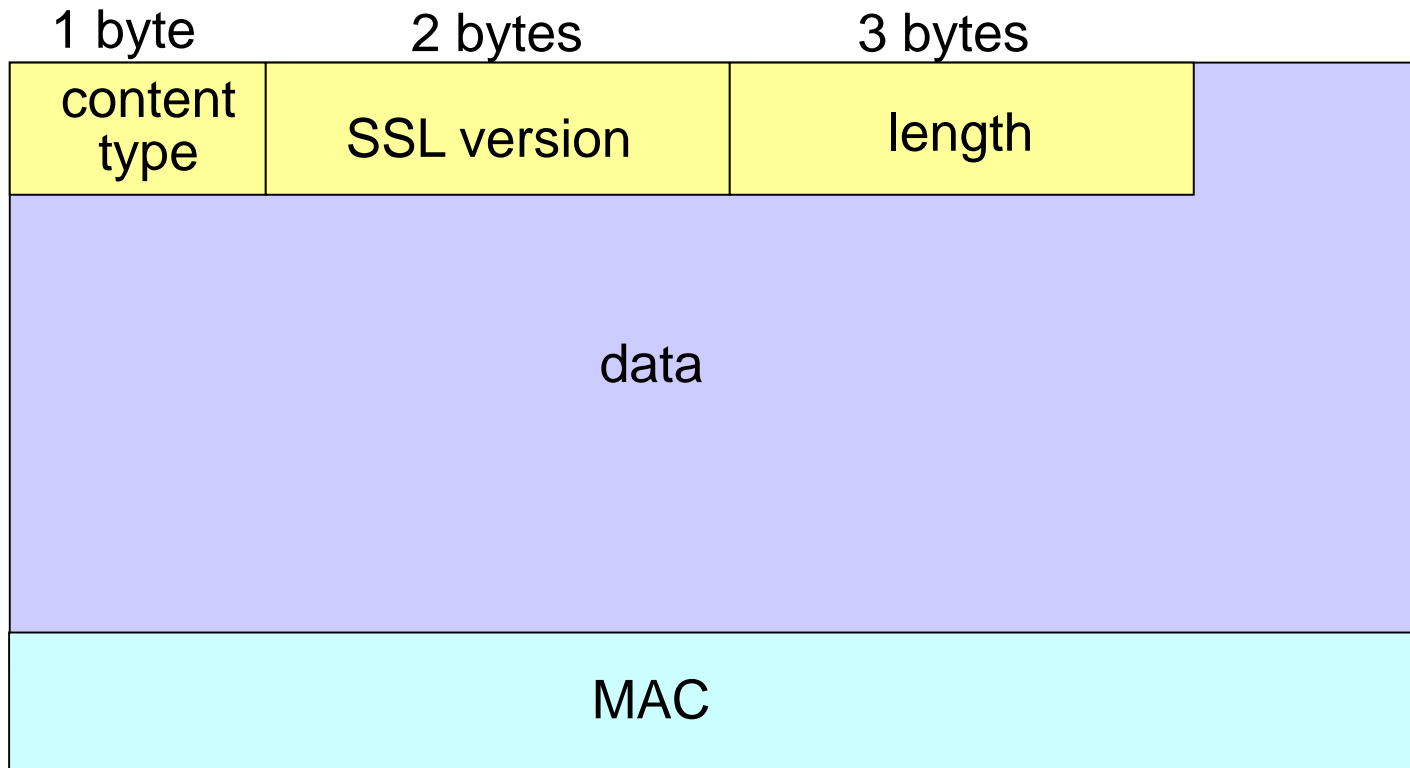 1 byte 2 bytes 3 bytes
content
type
SSL version
length
data
MAC